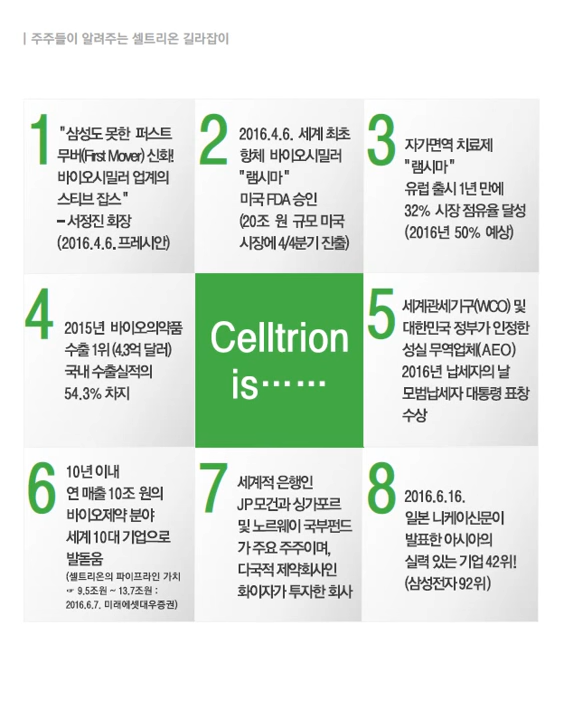 | 주주들이 알려주는 셀트리온 길라잡이
1
"삼성도 못한 퍼스트
무버(First Mover) 신화!
바이오시밀러 업계의
스티브 잡스"
– 서정진 회장
(2016.4.6. 프레시안)
2
2016.4.6. 세계 최초
항체 바이오시밀러
"램시마"
미국 FDA 승인
(20조 원 규모 미국
시장에 4/4분기 진출)
3
자가면역 치료제
"램시마"
유럽 출시 1년 만에
32% 시장 점유율 달성
(2016년 50% 예상)
4
2015년 바이오의약품
수출 1위 (4.3억 달러)
국내 수출실적의
54.3% 차지
Celltrion
is……
5
세계관세기구(WCO) 및
대한민국 정부가 인정한
성실 무역업체(AEO)
2016년 납세자의 날
모범납세자 대통령 표창
수상
6
10년 이내
연 매출 10조 원의
바이오제약 분야
세계 10대 기업으로
발돋움
(셀트리온의 파이프라인 가치
☞ 9.5조원 ~ 13.7조원 :
2016.6.7. 미래에셋대우증권)
7
세계적 은행인
JP 모건과 싱가포르
및 노르웨이 국부펀드
가 주요 주주이며,
다국적 제약회사인
화이자가 투자한 회사
8
2016.6.16.
일본 니케이신문이
발표한 아시아의
실력 있는 기업 42위!
(삼성전자 92위)